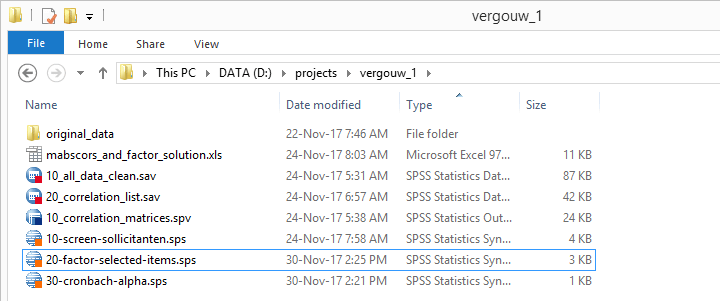 vergouw_1
File Home Share View
This PC DATA (D:) projects vergouw_1
Name Date modified Type Size
original_data 22-Nov-17 7:46 AM File folder
mabscors_and_factor_solution.xls 24-Nov-17 8:03 AM Microsoft Excel 97... 11 KB
10_all_data_clean.sav 24-Nov-17 5:31 AM SPSS Statistics Dat... 87 KB
20_correlation_list.sav 24-Nov-17 6:57 AM SPSS Statistics Dat... 42 KB
10_correlation_matrices.spv 24-Nov-17 5:38 AM SPSS Statistics Out... 24 KB
10-screen-sollicitanten.sps 24-Nov-17 7:58 AM SPSS Statistics Syn... 4 KB
20-factor-selected-items.sps 30-Nov-17 2:25 PM SPSS Statistics Syn... 3 KB
30-cronbach-alpha.sps 30-Nov-17 2:21 PM SPSS Statistics Syn... 1 KB